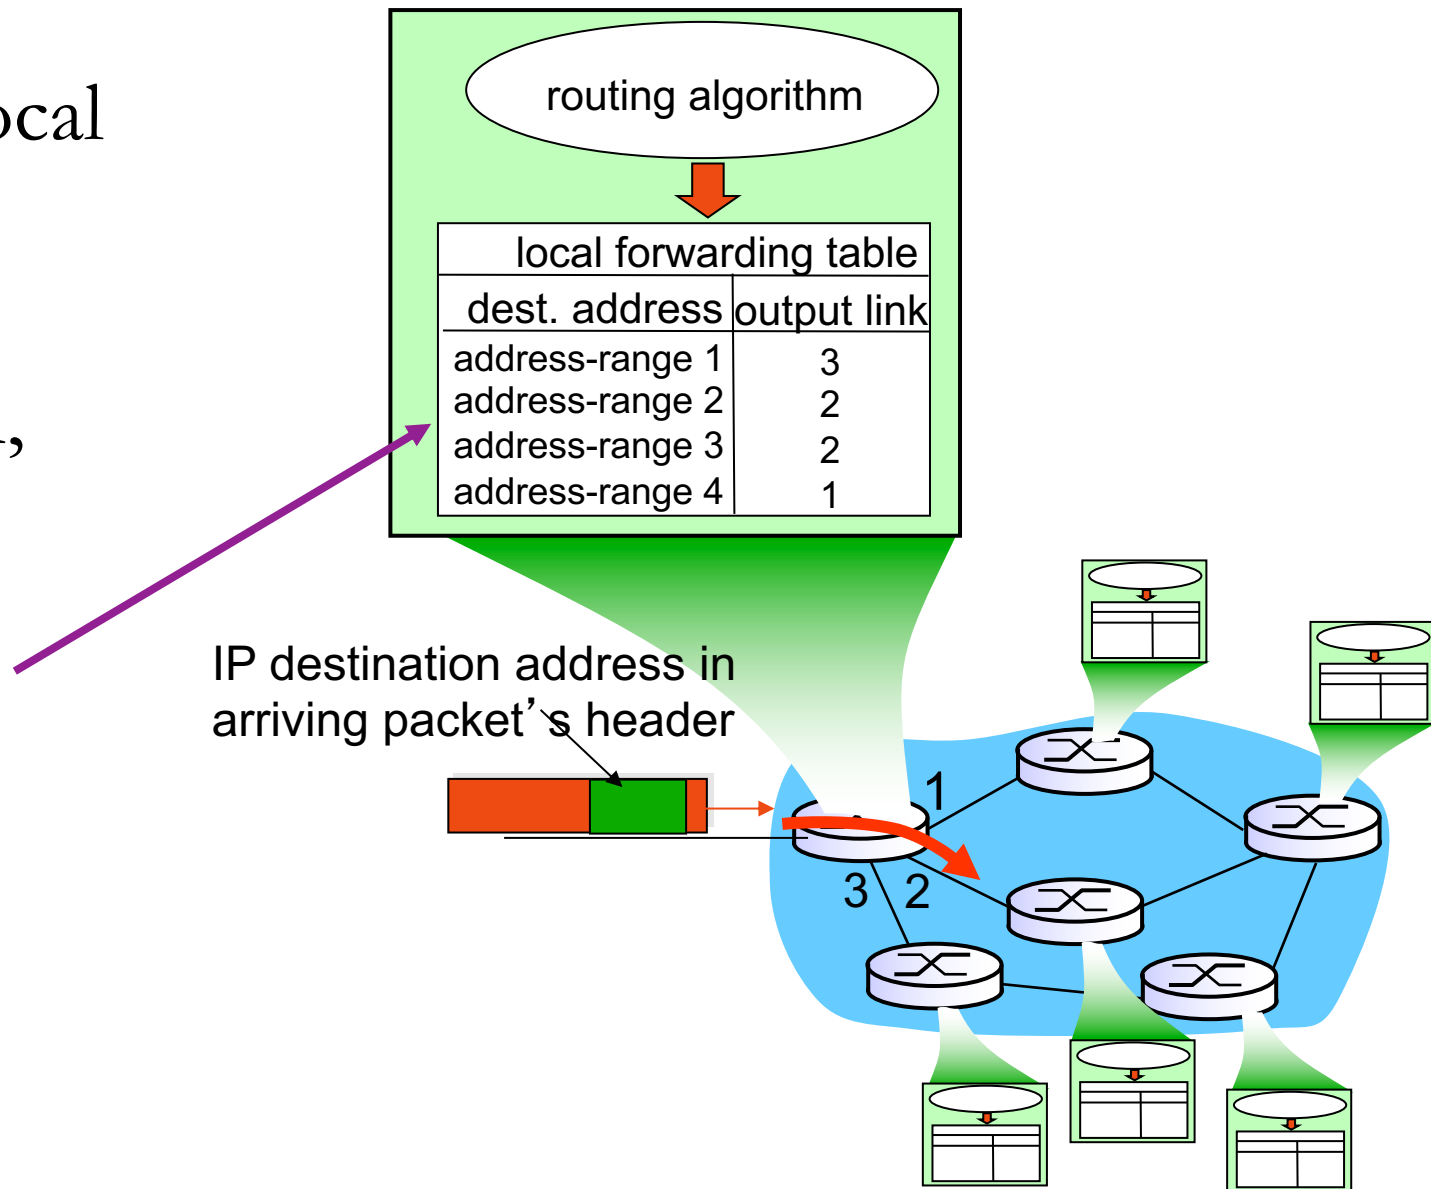 ocal
,
routing algorithm
local forwarding table
dest. address output link
address-range 1 3
address-range 2 2
address-range 3 2
address-range 4 1
IP destination address in
arriving packet’s header
1
3 2